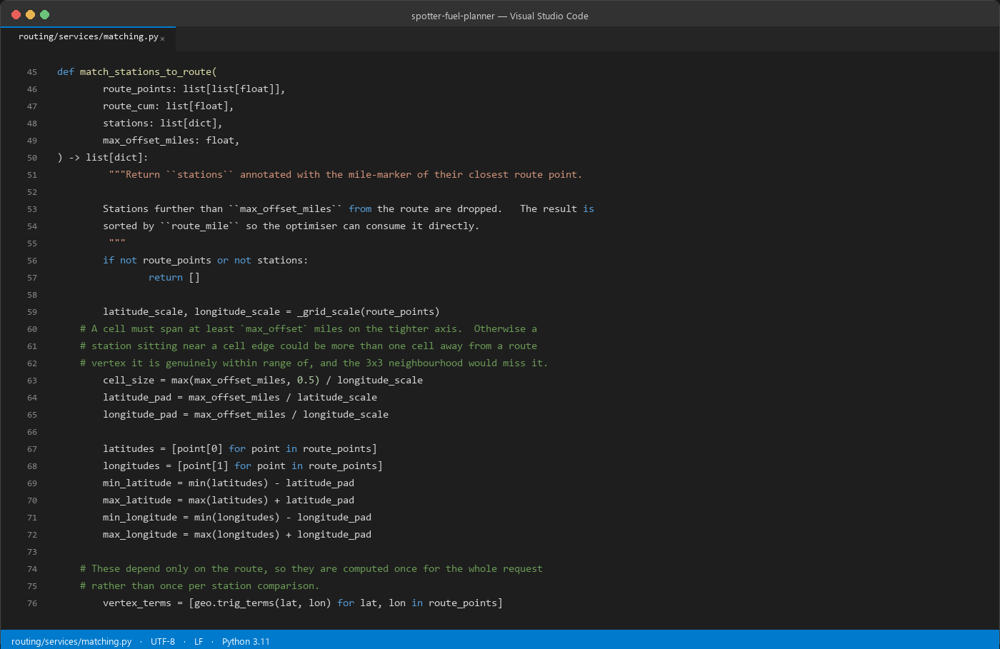 spotter-fuel-planner — Visual Studio Code
routing/services/matching.py ×
45 def match_stations_to_route(
46 route_points: list[list[float]],
47 route_cum: list[float],
48 stations: list[dict],
49 max_offset_miles: float,
50 ) -> list[dict]:
51 """Return ``stations`` annotated with the mile-marker of their closest route point.
52
53 Stations further than ``max_offset_miles`` from the route are dropped.  The result is
54 sorted by ``route_mile`` so the optimiser can consume it directly.
55 """
56 if not route_points or not stations:
57 return []
58
59 latitude_scale, longitude_scale = _grid_scale(route_points)
60 # A cell must span at least `max_offset` miles on the tighter axis.  Otherwise a
61 # station sitting near a cell edge could be more than one cell away from a route
62 # vertex it is genuinely within range of, and the 3x3 neighbourhood would miss it.
63 cell_size = max(max_offset_miles, 0.5) / longitude_scale
64 latitude_pad = max_offset_miles / latitude_scale
65 longitude_pad = max_offset_miles / longitude_scale
66
67 latitudes = [point[0] for point in route_points]
68 longitudes = [point[1] for point in route_points]
69 min_latitude = min(latitudes) - latitude_pad
70 max_latitude = max(latitudes) + latitude_pad
71 min_longitude = min(longitudes) - longitude_pad
72 max_longitude = max(longitudes) + longitude_pad
73
74 # These depend only on the route, so they are computed once for the whole request
75 # rather than once per station comparison.
76 vertex_terms = [geo.trig_terms(lat, lon) for lat, lon in route_points]
routing/services/matching.py · UTF-8 · LF · Python 3.11